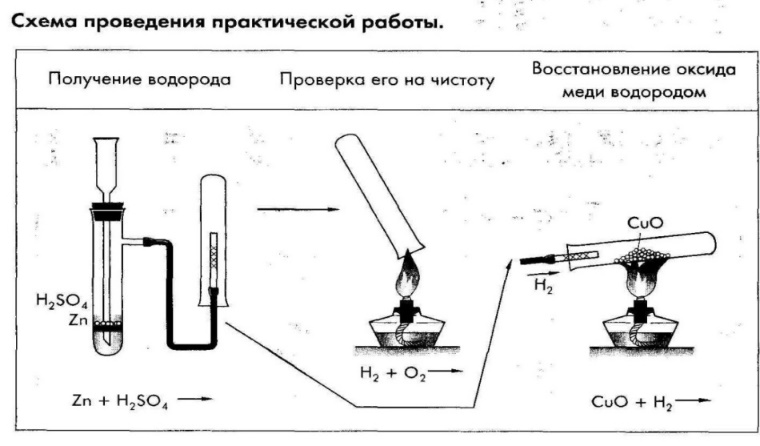 Схема проведения практической работы.
Получение водорода
Проверка его на чистоту
Восстановление оксида
меди водородом
H₂SO₄
Zn
Zn + H₂SO₄ →
H₂ + O₂ →
CuO
H₂
CuO + H₂ →